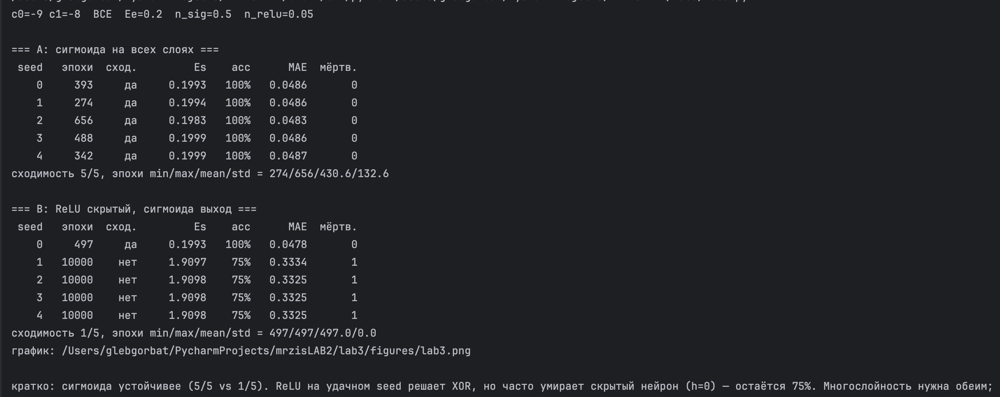 c0=-9 c1=-8  BCE  Ee=0.2  n_sig=0.5  n_relu=0.05
=== A: сигмоида на всех слоях ===
seed   эпохи  сход.         Es    acc      MAE  мёртв.
0     393     да     0.1993   100%   0.0486       0
1     274     да     0.1994   100%   0.0486       0
2     656     да     0.1983   100%   0.0483       0
3     488     да     0.1999   100%   0.0486       0
4     342     да     0.1999   100%   0.0487       0
сходимость 5/5, эпохи min/max/mean/std = 274/656/430.6/132.6
=== B: ReLU скрытый, сигмоида выход ===
seed   эпохи  сход.         Es    acc      MAE  мёртв.
0     497     да     0.1993   100%   0.0478       0
1   10000    нет     1.9097    75%   0.3334       1
2   10000    нет     1.9098    75%   0.3325       1
3   10000    нет     1.9098    75%   0.3325       1
4   10000    нет     1.9098    75%   0.3325       1
сходимость 1/5, эпохи min/max/mean/std = 497/497/497.0/0.0
график: /Users/glebgorbat/PycharmProjects/mrzisLAB2/lab3/figures/lab3.png
кратко: сигмоида устойчивее (5/5 vs 1/5). ReLU на удачном seed решает XOR, но часто умирает скрытый нейрон (h=0) — остаётся 75%. Многослойность нужна обеим;